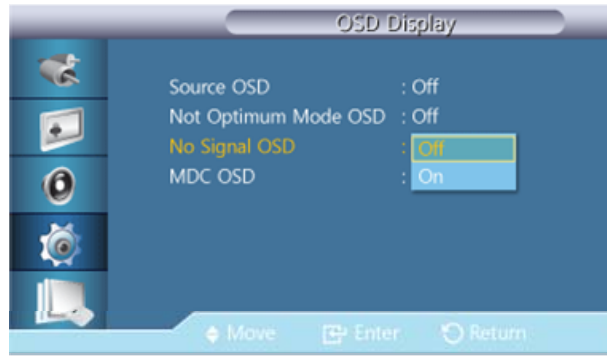 OSD Display
Source OSD : Off
Not Optimum Mode OSD : Off
No Signal OSD : Off
MDC OSD : On
Move Enter Return